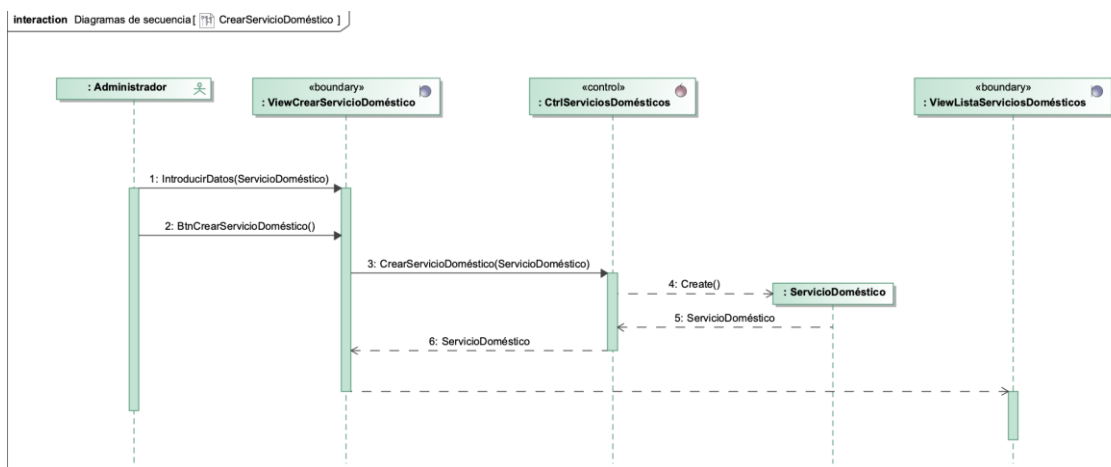 interaction Diagramas de secuencia[ CrearServicioDoméstico ]
: Administrador
«boundary»
: ViewCrearServicioDoméstico
«control»
: CtrlServiciosDomésticos
«boundary»
: ViewListaServiciosDomésticos
1: IntroducirDatos(ServicioDoméstico)
2: BtnCrearServicioDoméstico()
3: CrearServicioDoméstico(ServicioDoméstico)
4: Create()
: ServicioDoméstico
5: ServicioDoméstico
6: ServicioDoméstico